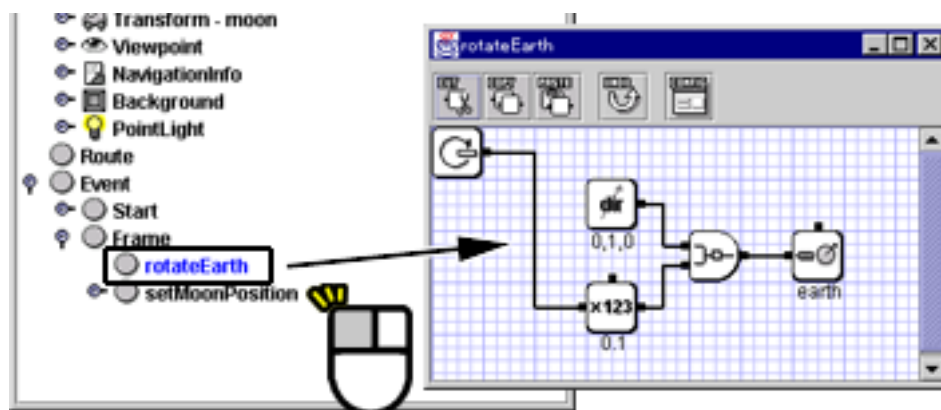 Transform - moon
Viewpoint
NavigationInfo
Background
PointLight
Route
Event
Start
Frame
rotateEarth
setMoonPosition
rotateEarth
dir
0,1,0
×123
0.1
earth